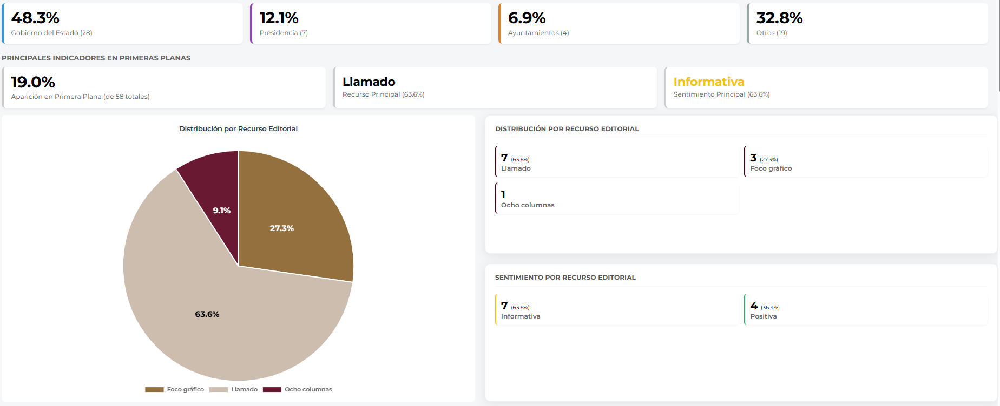 48.3%
Gobierno del Estado (28)
12.1%
Presidencia (7)
6.9%
Ayuntamientos (4)
32.8%
Otros (19)
PRINCIPALES INDICADORES EN PRIMERAS PLANAS
19.0%
Aparición en Primera Plana (de 58 totales)
Llamado
Recurso Principal (63.6%)
Informativa
Sentimiento Principal (63.6%)
Distribución por Recurso Editorial
9.1%
27.3%
63.6%
Foco gráfico Llamado Ocho columnas
DISTRIBUCIÓN POR RECURSO EDITORIAL
7 (63.6%)
Llamado
3 (27.3%)
Foco gráfico
1
Ocho columnas
SENTIMIENTO POR RECURSO EDITORIAL
7 (63.6%)
Informativa
4 (36.4%)
Positiva